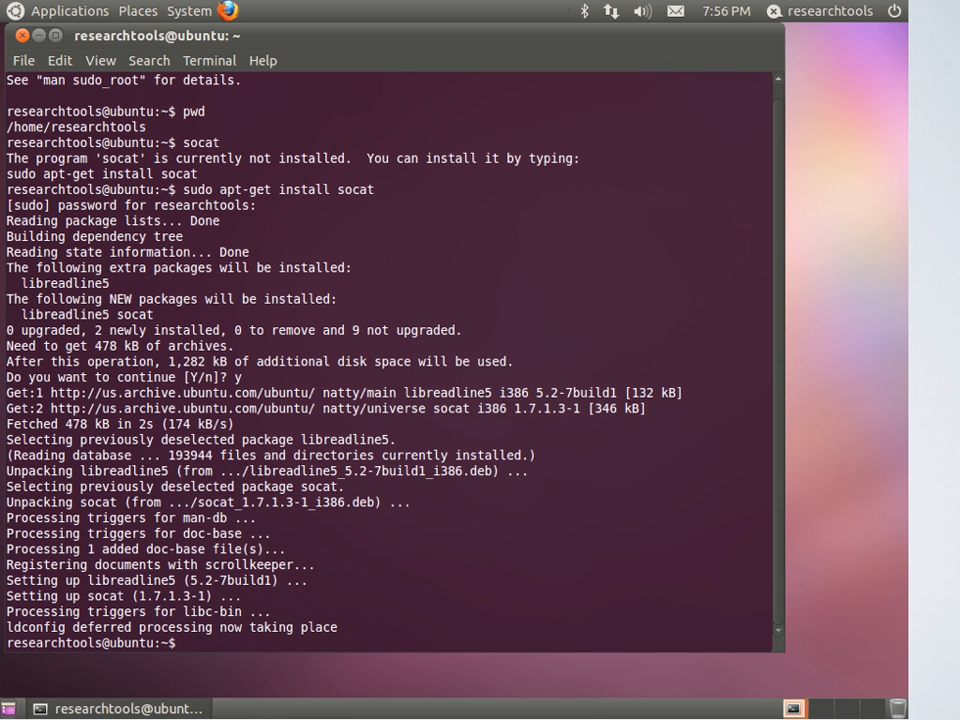 Applications Places System 7:56 PM researchtools
researchtools@ubuntu: ~
File Edit View Search Terminal Help
See "man sudo_root" for details.
researchtools@ubuntu:~$ pwd
/home/researchtools
researchtools@ubuntu:~$ socat
The program 'socat' is currently not installed.  You can install it by typing:
sudo apt-get install socat
researchtools@ubuntu:~$ sudo apt-get install socat
[sudo] password for researchtools:
Reading package lists... Done
Building dependency tree
Reading state information... Done
The following extra packages will be installed:
  libreadline5
The following NEW packages will be installed:
  libreadline5 socat
0 upgraded, 2 newly installed, 0 to remove and 9 not upgraded.
Need to get 478 kB of archives.
After this operation, 1,282 kB of additional disk space will be used.
Do you want to continue [Y/n]? y
Get:1 http://us.archive.ubuntu.com/ubuntu/ natty/main libreadline5 i386 5.2-7build1 [132 kB]
Get:2 http://us.archive.ubuntu.com/ubuntu/ natty/universe socat i386 1.7.1.3-1 [346 kB]
Fetched 478 kB in 2s (174 kB/s)
Selecting previously deselected package libreadline5.
(Reading database ... 193944 files and directories currently installed.)
Unpacking libreadline5 (from .../libreadline5_5.2-7build1_i386.deb) ...
Selecting previously deselected package socat.
Unpacking socat (from .../socat_1.7.1.3-1_i386.deb) ...
Processing triggers for man-db ...
Processing triggers for doc-base ...
Processing 1 added doc-base file(s)...
Registering documents with scrollkeeper...
Setting up libreadline5 (5.2-7build1) ...
Setting up socat (1.7.1.3-1) ...
Processing triggers for libc-bin ...
ldconfig deferred processing now taking place
researchtools@ubuntu:~$
researchtools@ubunt...